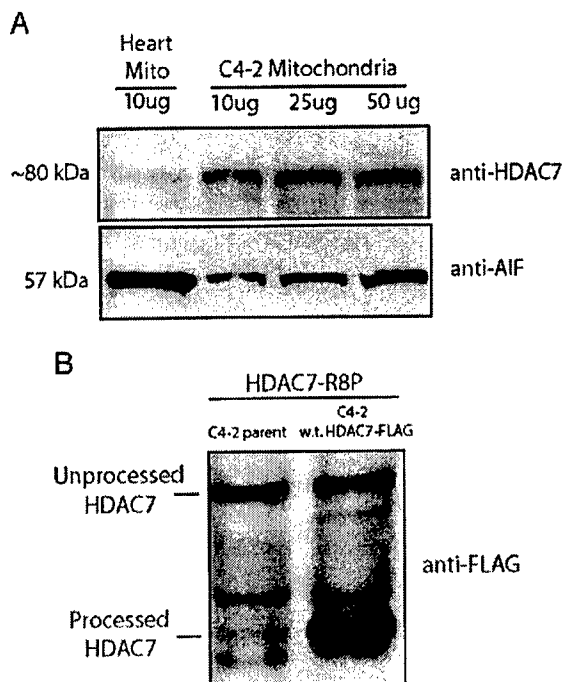 A
Heart
Mito
C4-2 Mitochondria
10ug
10ug
25ug
50 ug
~80 kDa
anti-HDAC7
57 kDa
anti-AIF
B
HDAC7-R8P
C4-2 parent
C4-2
w.t. HDAC7-FLAG
Unprocessed
HDAC7
anti-FLAG
Processed
HDAC7